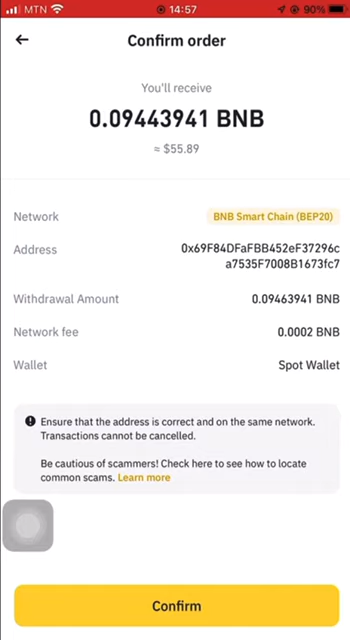 MTN 14:57 90%
Confirm order
You'll receive
0.09443941 BNB
≈ $55.89
Network BNB Smart Chain (BEP20)
Address 0x69F84DFaFBB452eF37296c
a7535F7008B1673fc7
Withdrawal Amount 0.09463941 BNB
Network fee 0.0002 BNB
Wallet Spot Wallet
Ensure that the address is correct and on the same network.
Transactions cannot be cancelled.
Be cautious of scammers! Check here to see how to locate
common scams. Learn more
Confirm